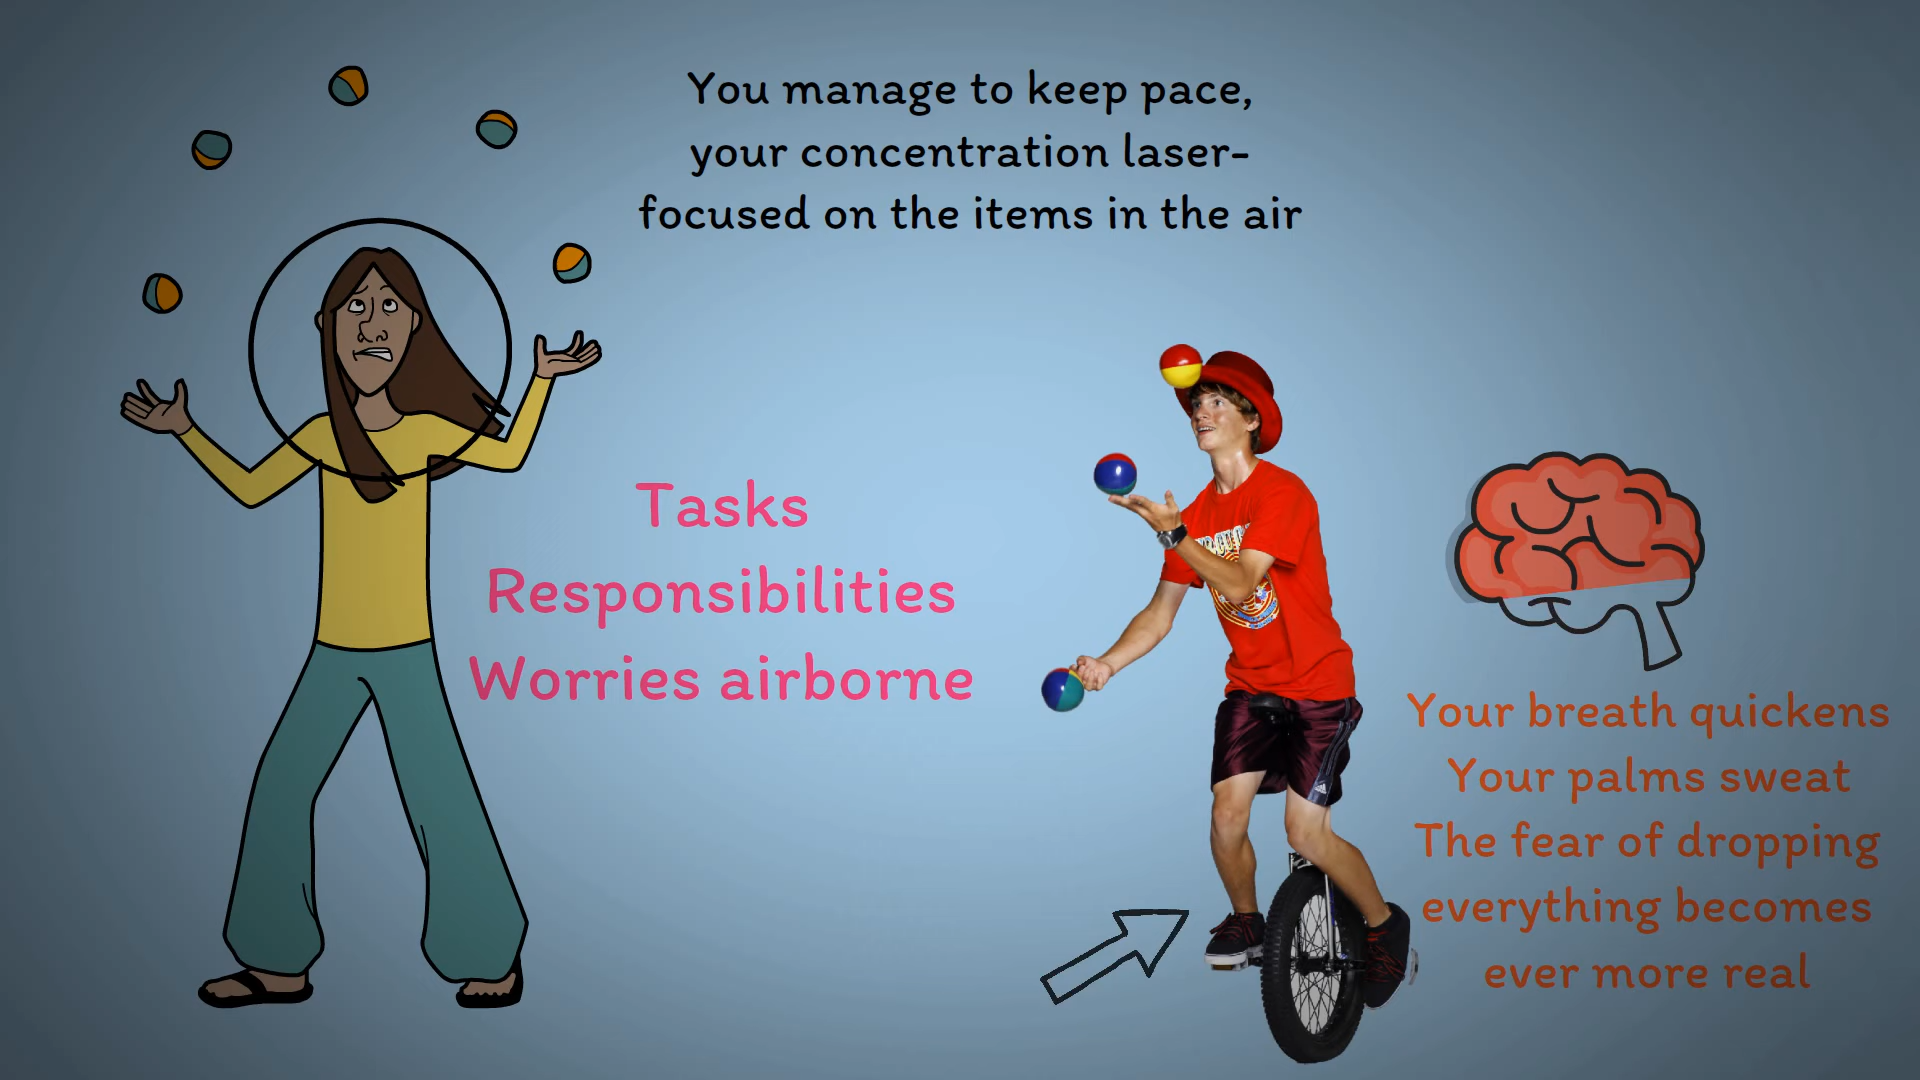 You manage to keep pace,
your concentration laser-
focused on the items in the air
Tasks
Responsibilities
Worries airborne
Your breath quickens
Your palms sweat
The fear of dropping
everything becomes
ever more real